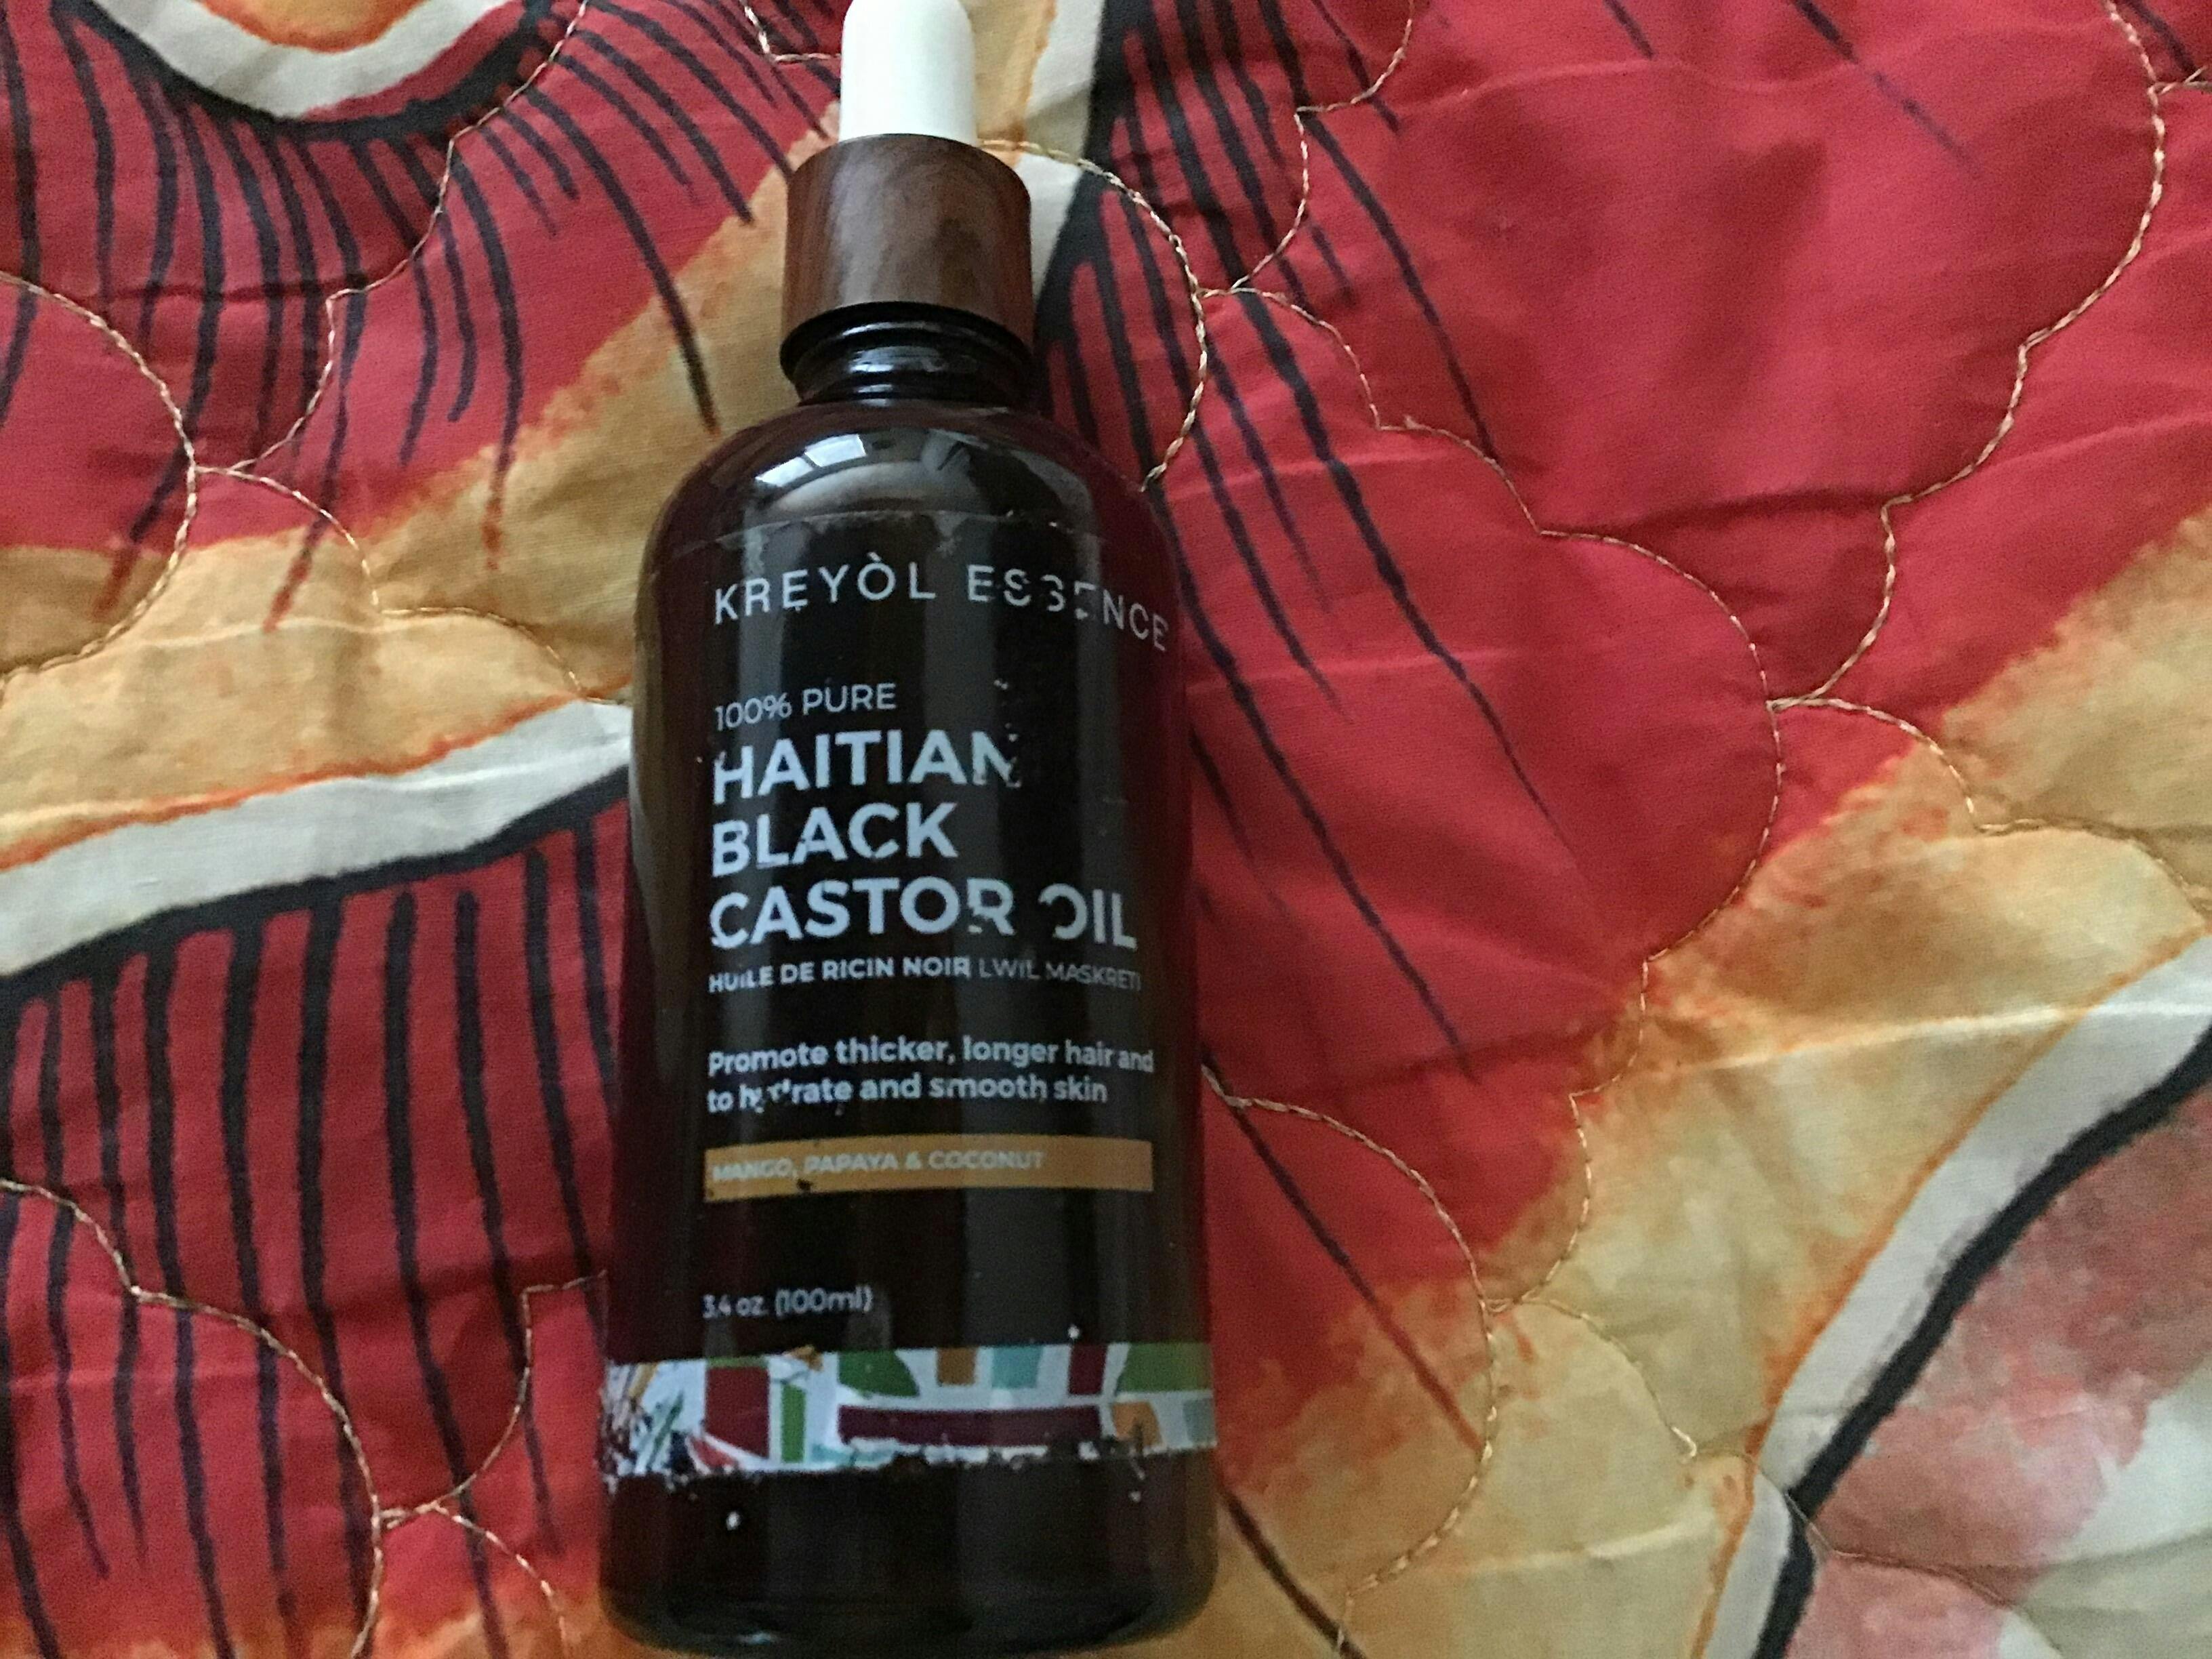 KREYÒL ESSENCE
100% PURE
HAITIAN
BLACK
CASTOR OIL
HUILE DE RICIN NOIR LWIL MASKRETI
Promote thicker, longer hair and
to hydrate and smooth skin
MANGO, PAPAYA & COCONUT
3.4 oz. (100ml)